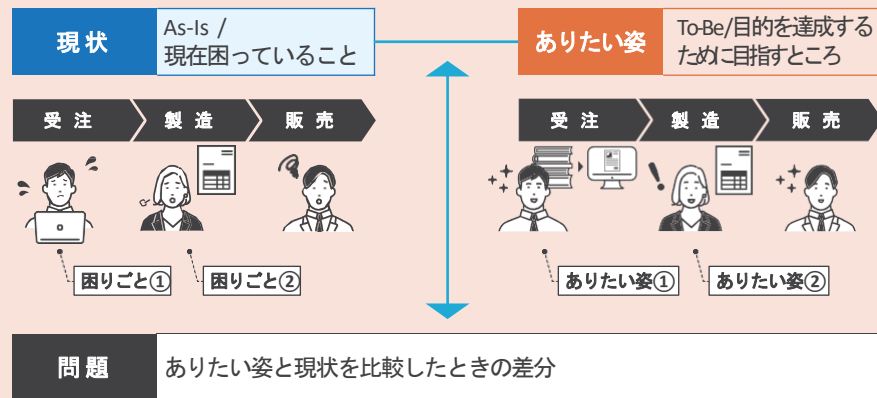 現状
As-Is /
現在困っていること
ありたい姿
To-Be/目的を達成する
ために目指すところ
受注
製造
販売
受注
製造
販売
困りごと①
困りごと②
ありたい姿①
ありたい姿②
問題
ありたい姿と現状を比較したときの差分